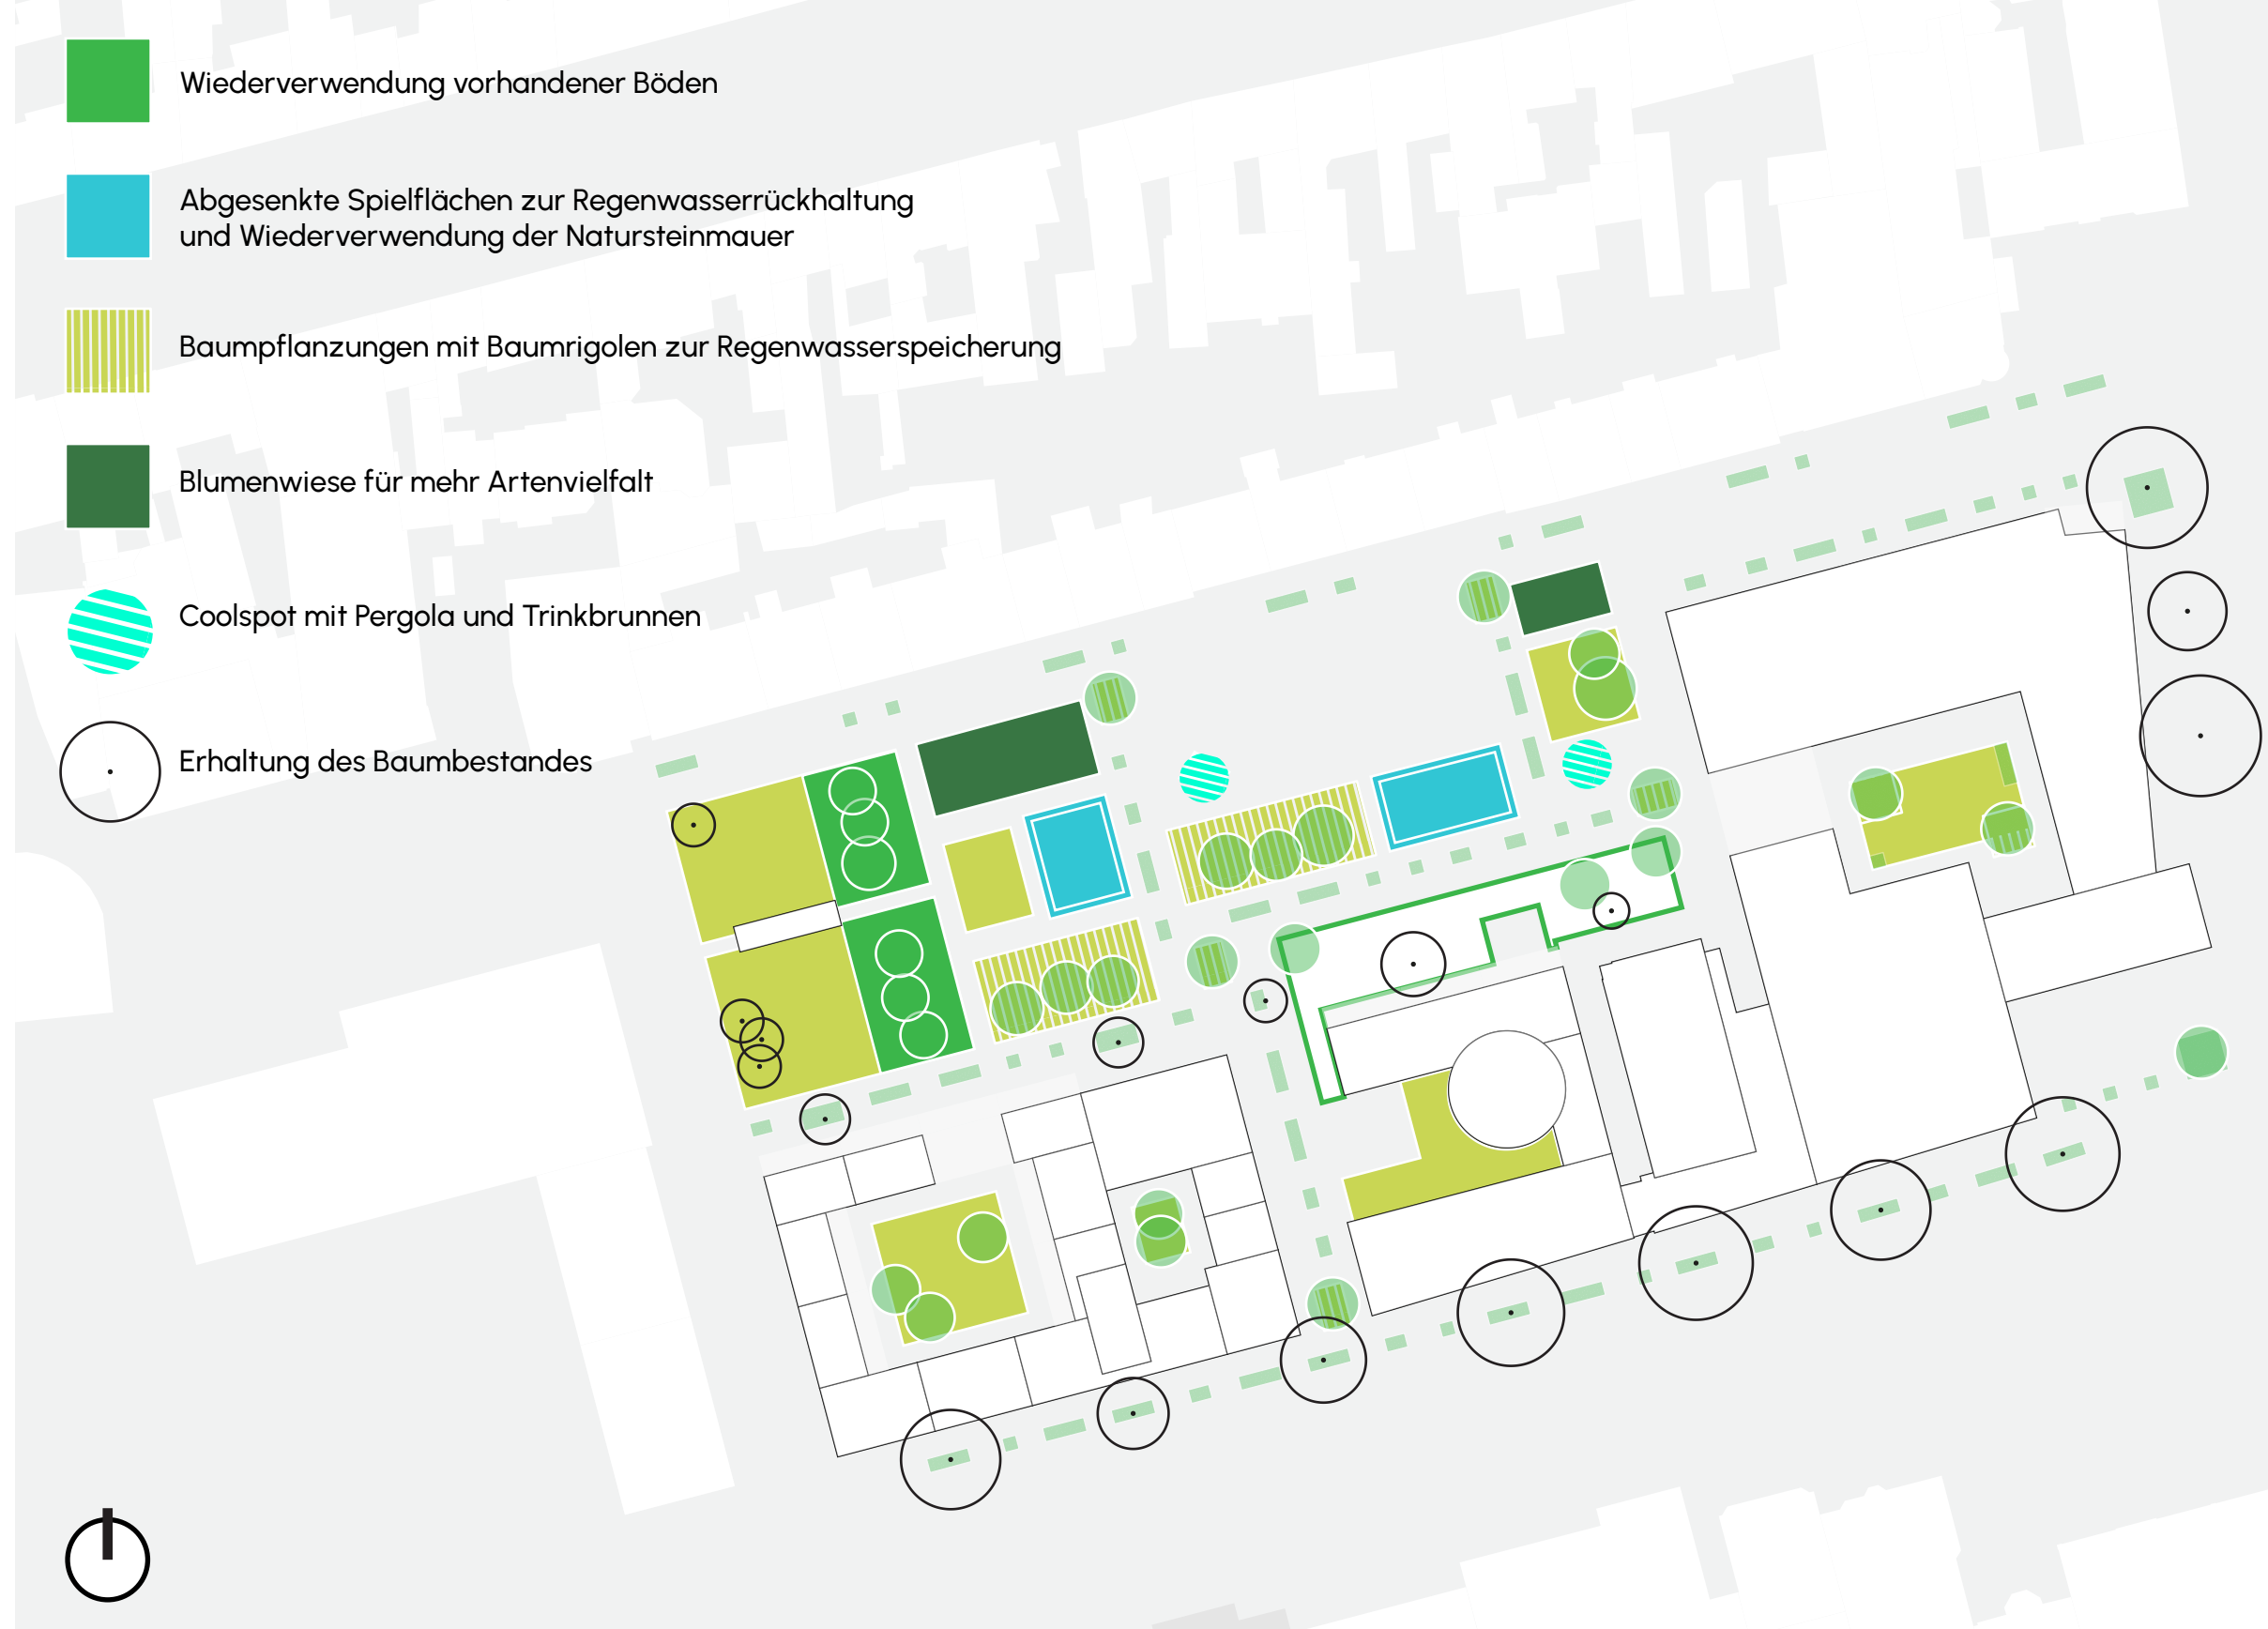 Wiederverwendung vorhandener Böden
Abgesenkte Spielflächen zur Regenwasserrückhaltung
und Wiederverwendung der Natursteinmauer
Baumpflanzungen mit Baumrigolen zur Regenwasserspeicherung
Blumenwiese für mehr Artenvielfalt
Coolspot mit Pergola und Trinkbrunnen
Erhaltung des Baumbestandes